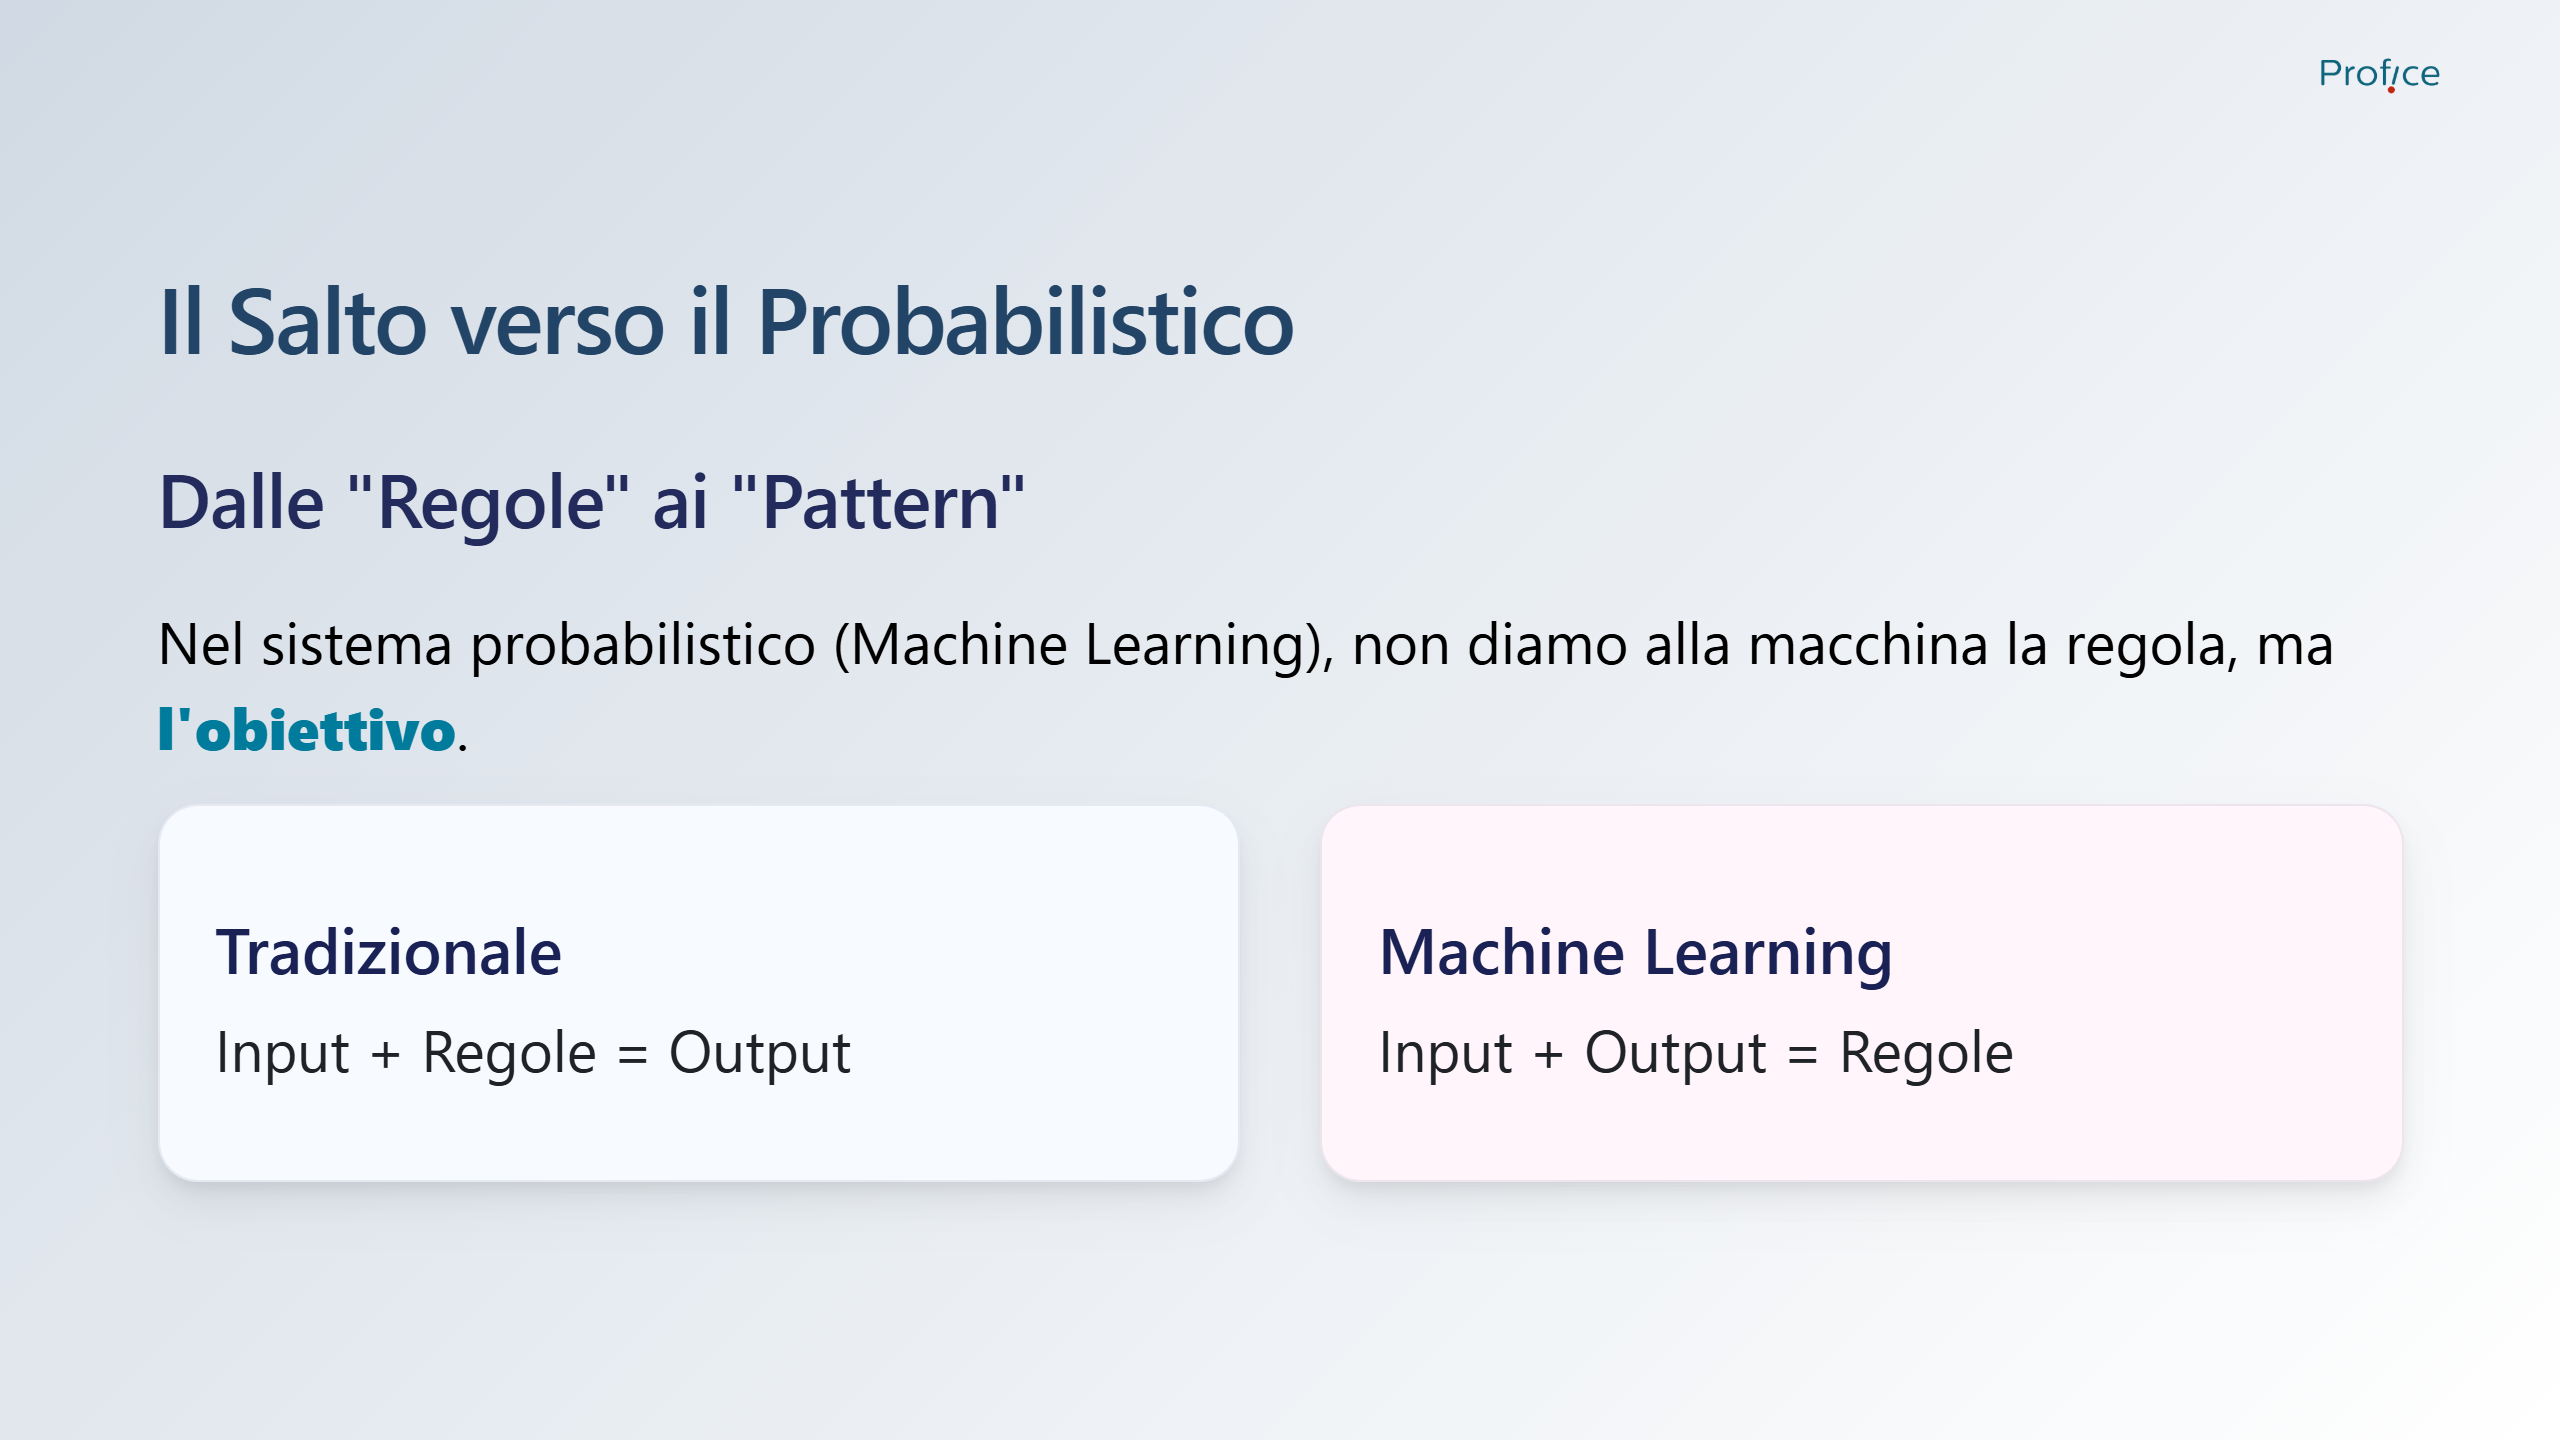 Profice
Il Salto verso il Probabilistico
Dalle "Regole" ai "Pattern"
Nel sistema probabilistico (Machine Learning), non diamo alla macchina la regola, ma
l'obiettivo.
Tradizionale
Input + Regole = Output
Machine Learning
Input + Output = Regole